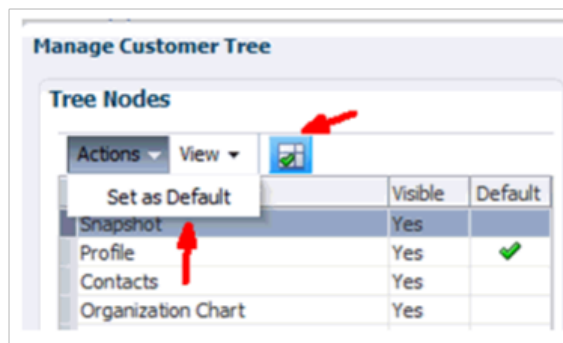 Manage Customer Tree
Tree Nodes
Actions View
Set as Default Visible Default
Snapshot Yes
Profile Yes
Contacts Yes
Organization Chart Yes